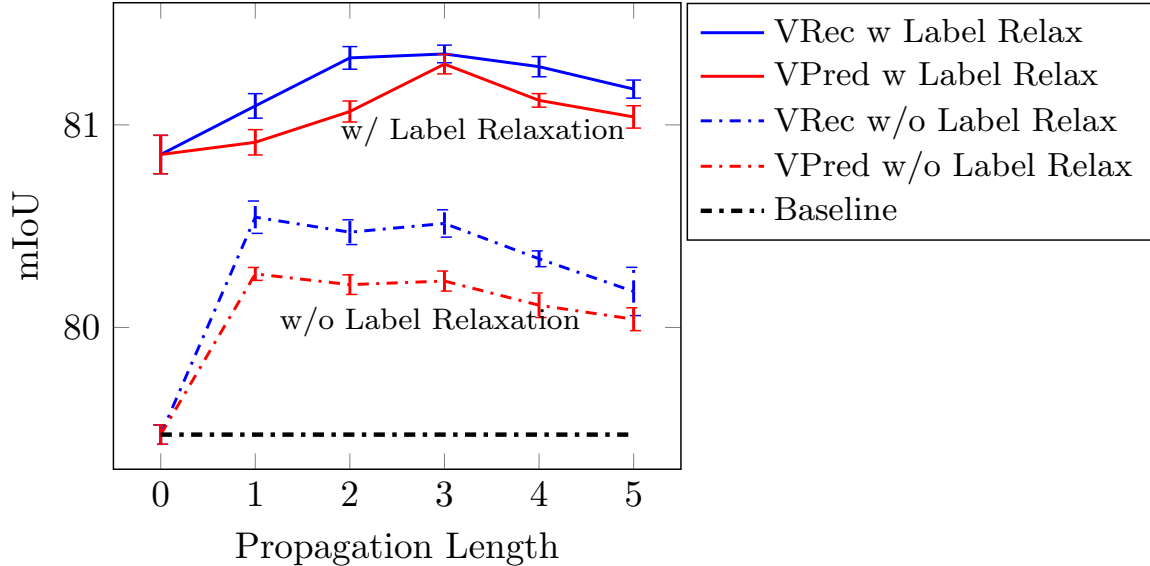 VRec w Label Relax
VPred w Label Relax
VRec w/o Label Relax
VPred w/o Label Relax
Baseline
81
80
mIoU
w/ Label Relaxation
w/o Label Relaxation
0 1 2 3 4 5
Propagation Length